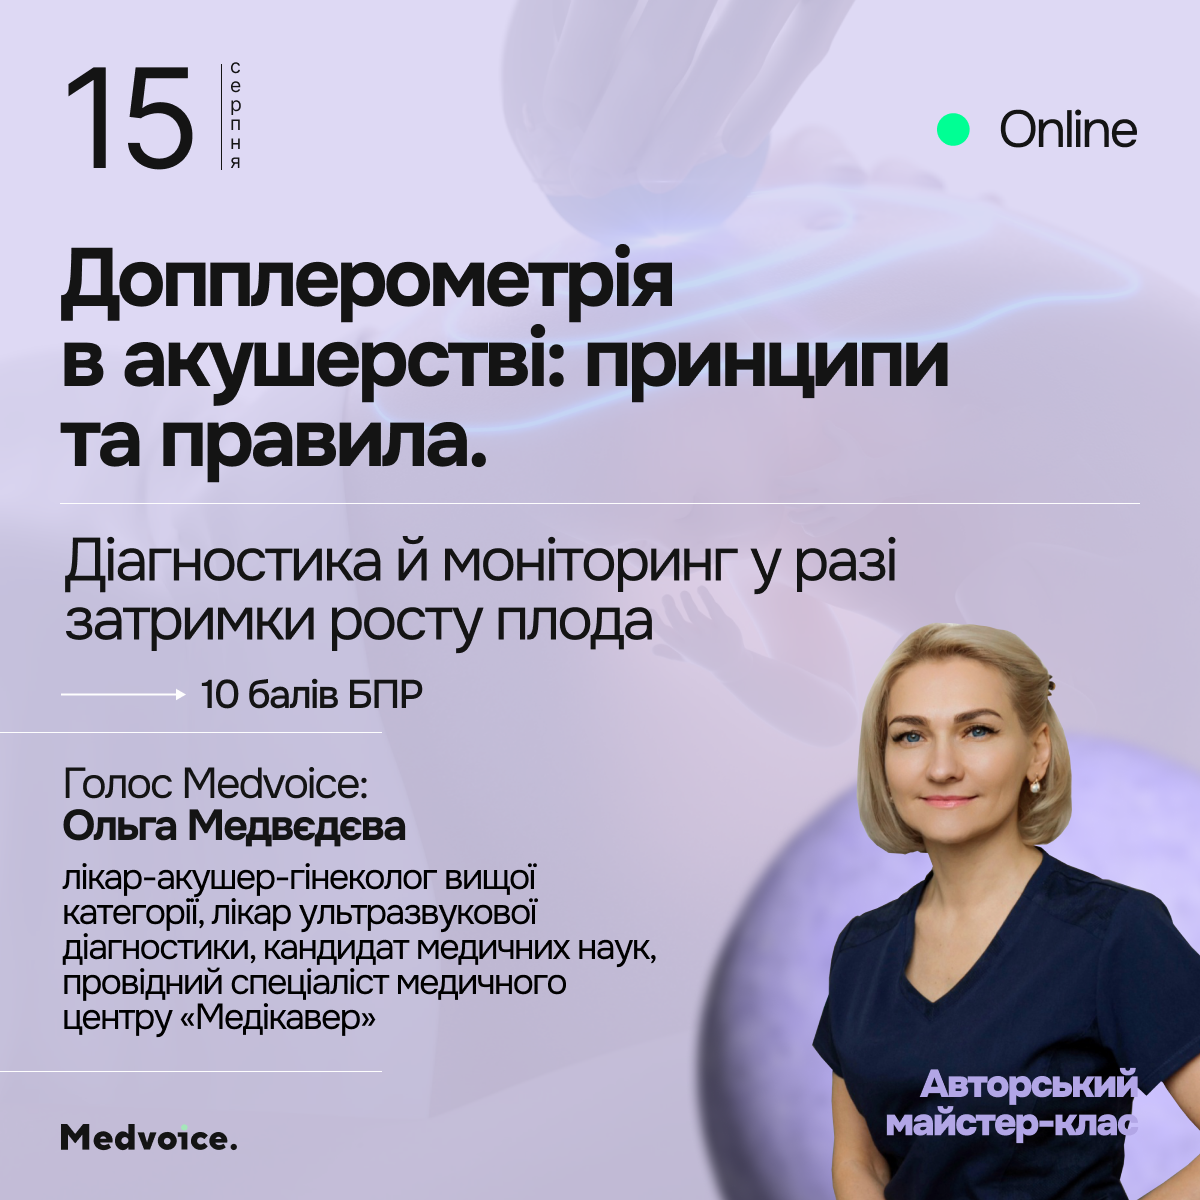 15
серпня
Online
Допплерометрія
в акушерстві: принципи
та правила.
Діагностика й моніторинг у разі
затримки росту плода
10 балів БПР
Голос Medvoice:
Ольга Медвєдєва
лікар-акушер-гінеколог вищої
категорії, лікар ультразвукової
діагностики, кандидат медичних наук,
провідний спеціаліст медичного
центру «Медікавер»
Авторський
майстер-клас
Medvoice.